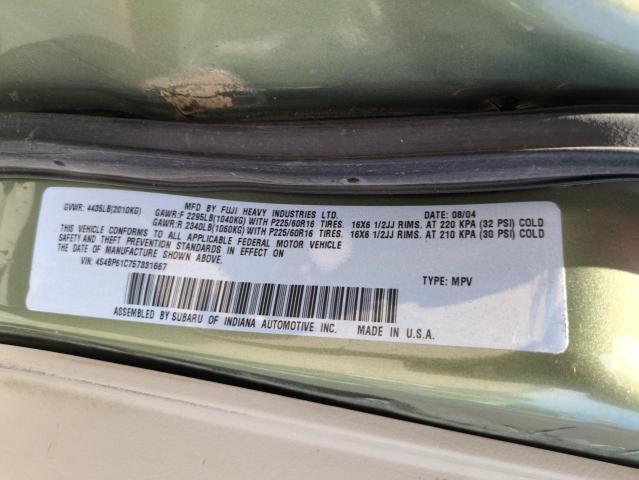 MFD BY FUJI HEAVY INDUSTRIES LTD. DATE: 08/04
GVWR: 4435LB(2010KG) GAWR:F 2295LB(1040KG) WITH P225/60R16 TIRES. 16X6 1/2JJ RIMS. AT 220 KPA (32 PSI) COLD
GAWR:R 2340LB(1060KG) WITH P225/60R16 TIRES. 16X6 1/2JJ RIMS. AT 210 KPA (30 PSI) COLD
THIS VEHICLE CONFORMS TO ALL APPLICABLE FEDERAL MOTOR VEHICLE
SAFETY AND THEFT PREVENTION STANDARDS IN EFFECT ON
THE DATE OF MANUFACTURE SHOWN ABOVE.
VIN: 4S4BP61C757331667 TYPE: MPV
ASSEMBLED BY SUBARU OF INDIANA AUTOMOTIVE INC. MADE IN U.S.A.